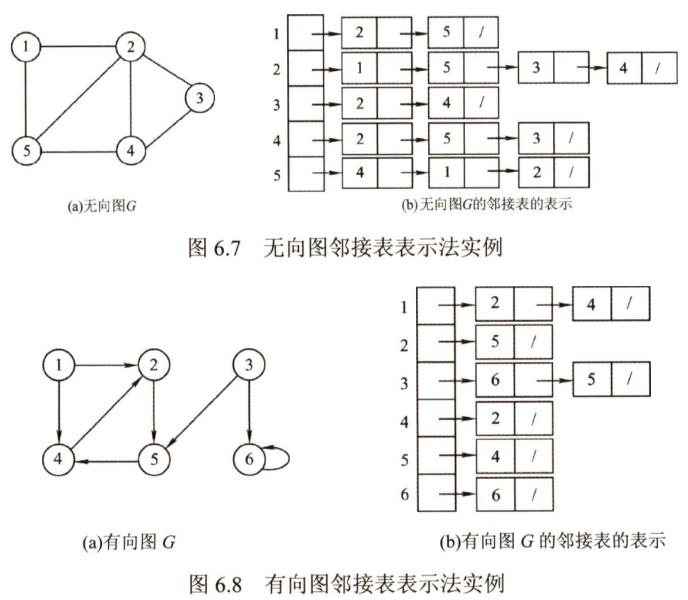 1 2 3 5 4
(a)无向图G
1 2 5 /
2 1 5 3 4 /
3 2 4 /
4 2 5 3 /
5 4 1 2 /
(b)无向图G的邻接表的表示
图 6.7 无向图邻接表表示法实例
1 2 3
4 5 6
(a)有向图 G
1 2 4 /
2 5 /
3 6 5 /
4 2 /
5 4 /
6 6 /
(b)有向图 G 的邻接表的表示
图 6.8 有向图邻接表表示法实例